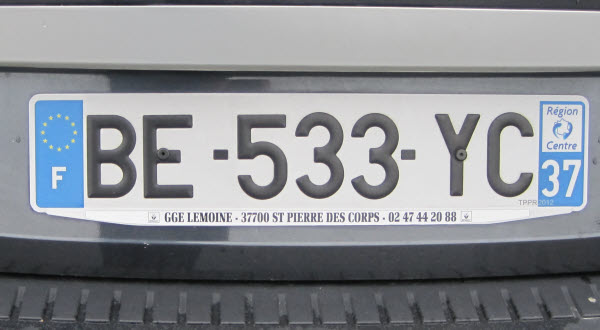 F
BE-533-YC
Région
Centre
37
GGE LEMOINE - 37700 ST PIERRE DES CORPS - 02 47 44 20 88